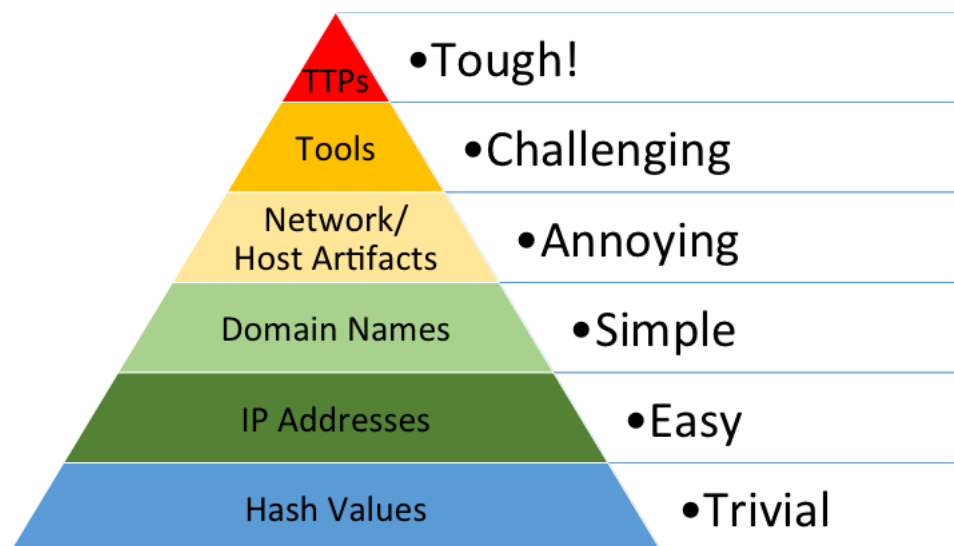 TTPs
•Tough!
Tools
•Challenging
Network/
Host Artifacts
•Annoying
Domain Names
•Simple
IP Addresses
•Easy
Hash Values
•Trivial